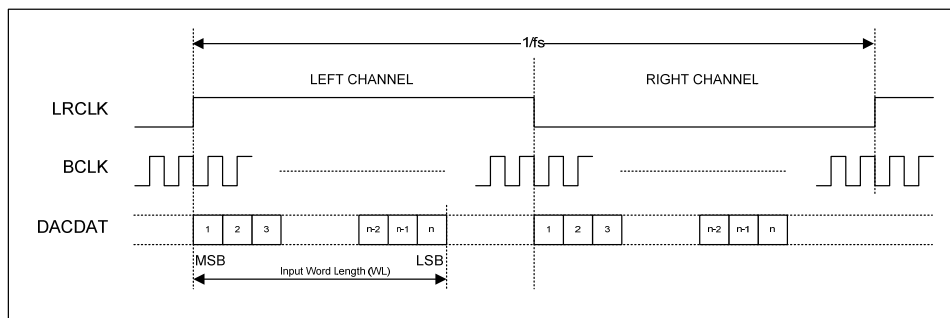 1/fs
LEFT CHANNEL
RIGHT CHANNEL
LRCLK
BCLK
DACDAT
1 2 3 n-2 n-1 n 1 2 3 n-2 n-1 n
MSB LSB
Input Word Length (WL)